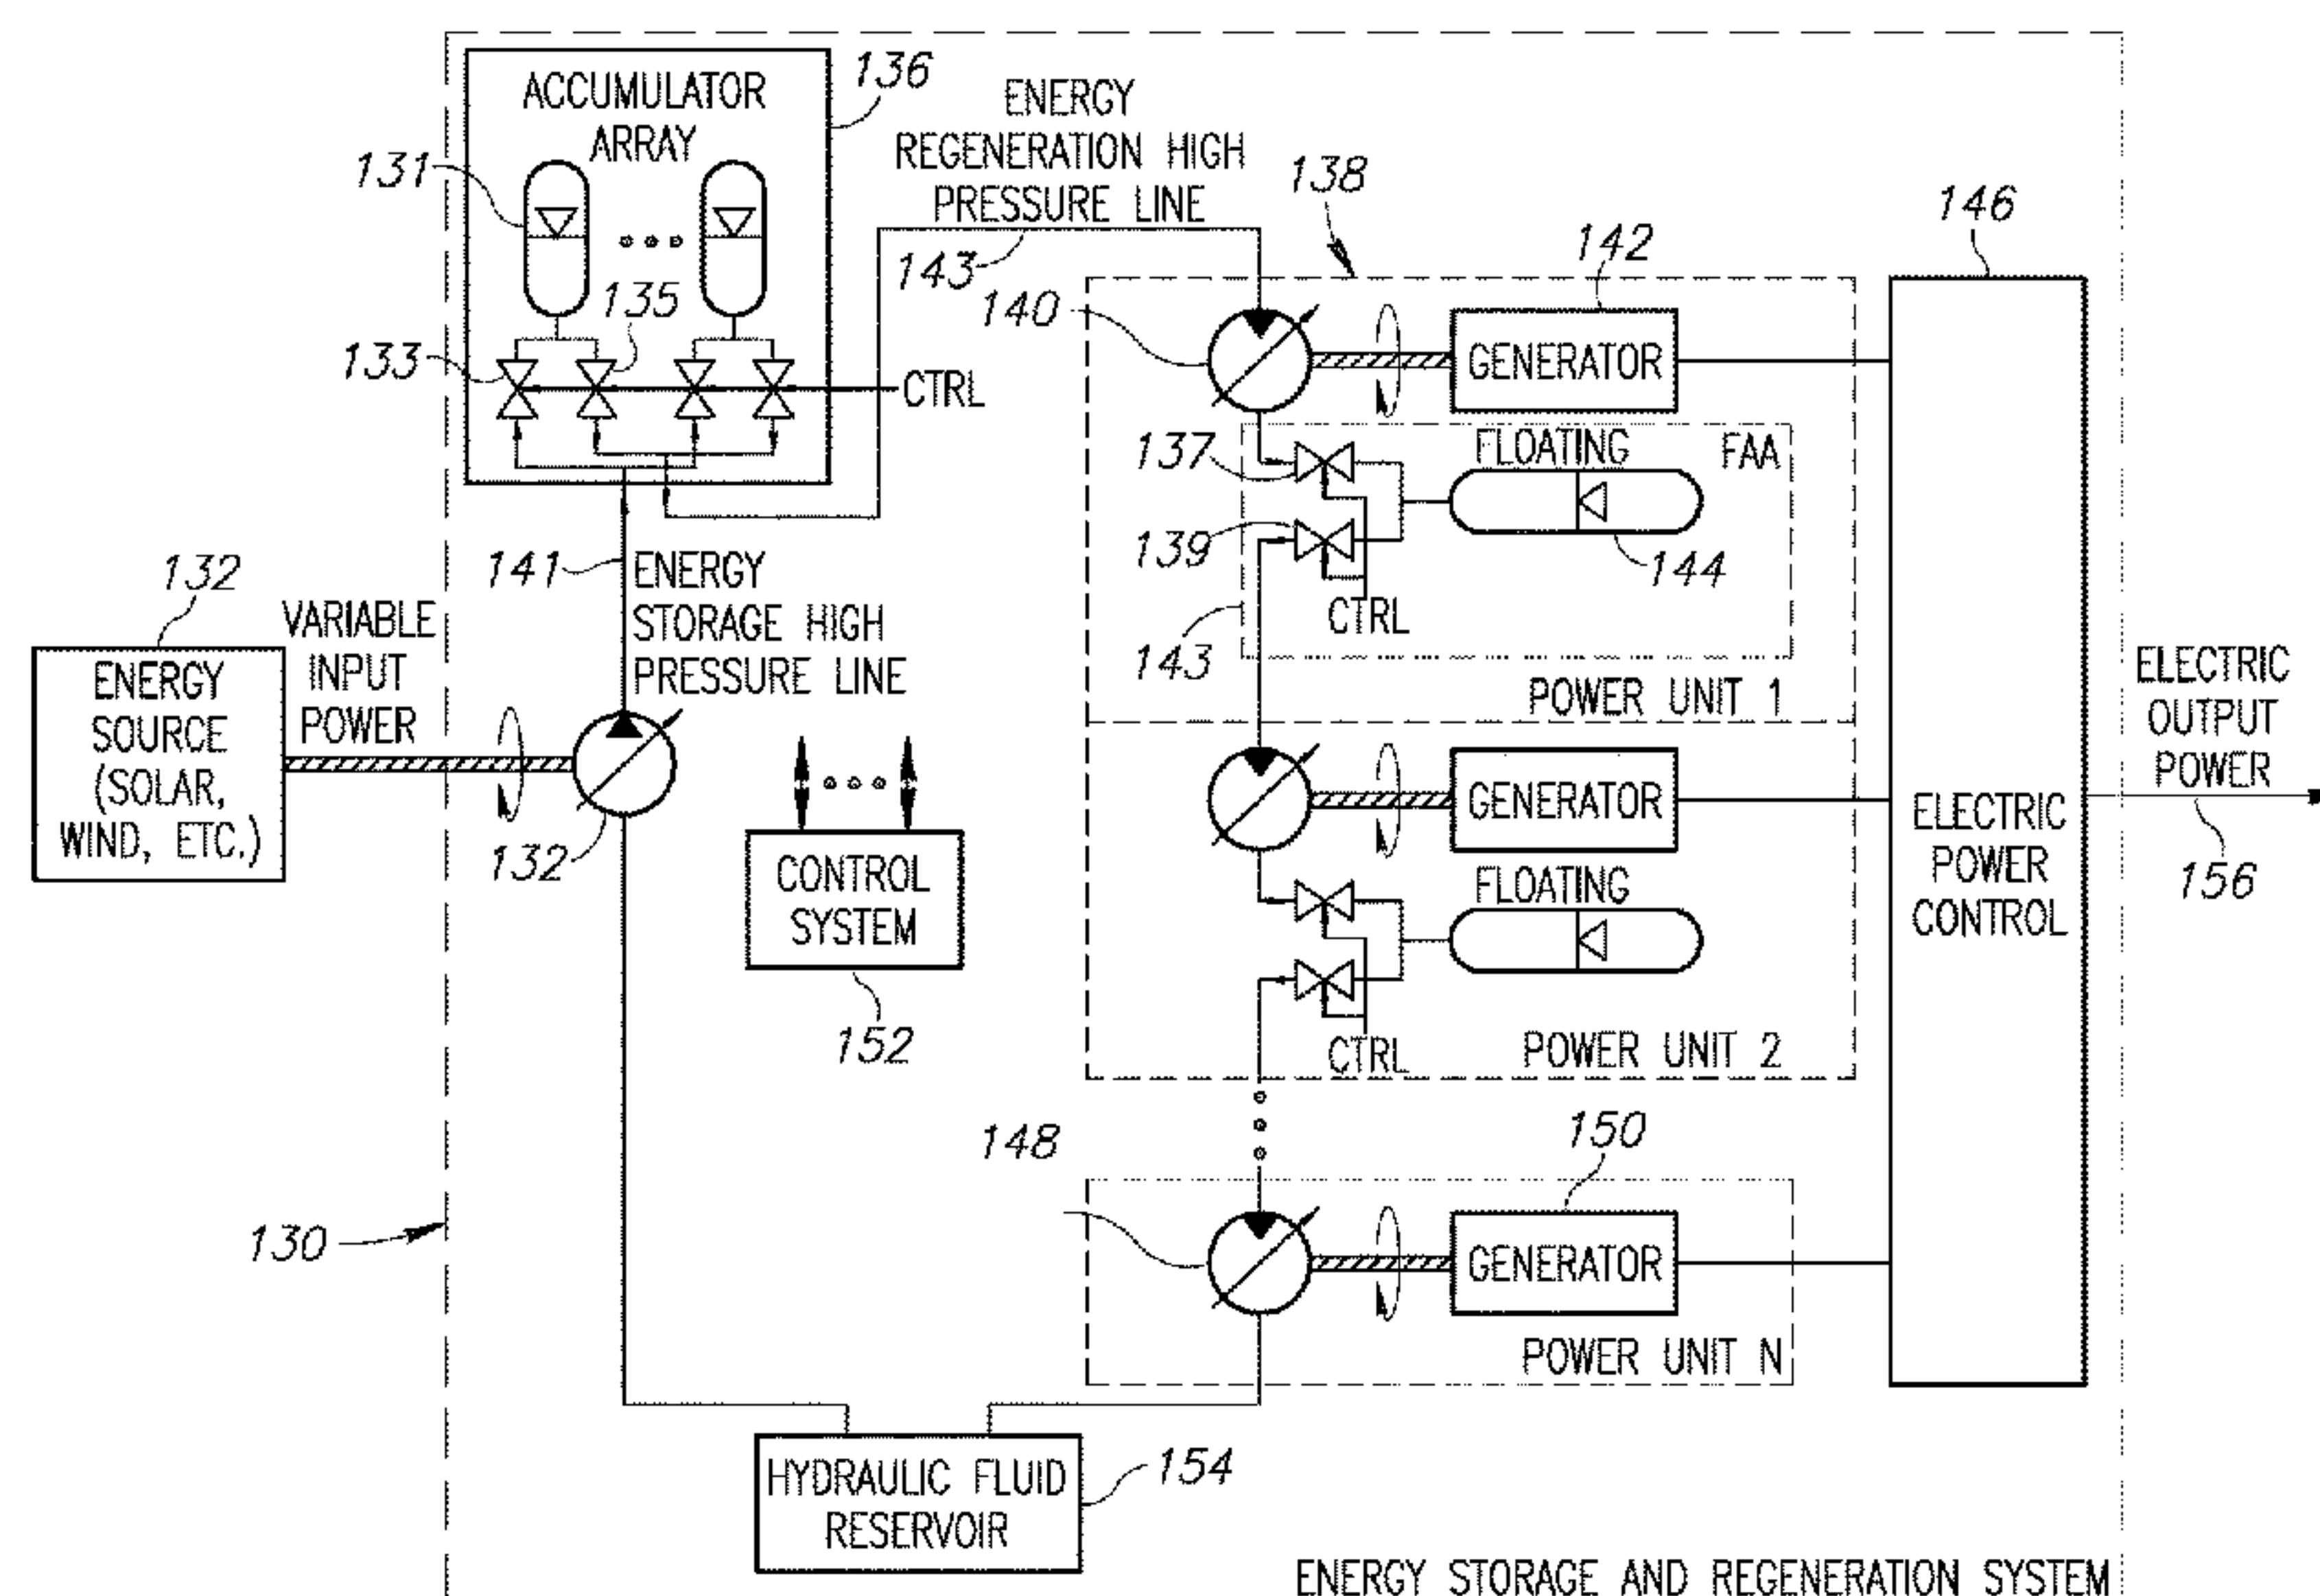 ACCUMULATOR
ARRAY
136
131
135
133
CTRL
ENERGY
REGENERATION HIGH
PRESSURE LINE
143
138
140
142
GENERATOR
146
137
FLOATING
FAA
139
144
CTRL
143
POWER UNIT 1
141
ENERGY
STORAGE HIGH
PRESSURE LINE
132
VARIABLE
INPUT
POWER
ENERGY
SOURCE
(SOLAR,
WIND, ETC.)
132
CONTROL
SYSTEM
152
GENERATOR
FLOATING
CTRL
POWER UNIT 2
ELECTRIC
POWER
CONTROL
ELECTRIC
OUTPUT
POWER
156
148
150
GENERATOR
POWER UNIT N
130
HYDRAULIC FLUID
RESERVOIR
154
ENERGY STORAGE AND REGENERATION SYSTEM